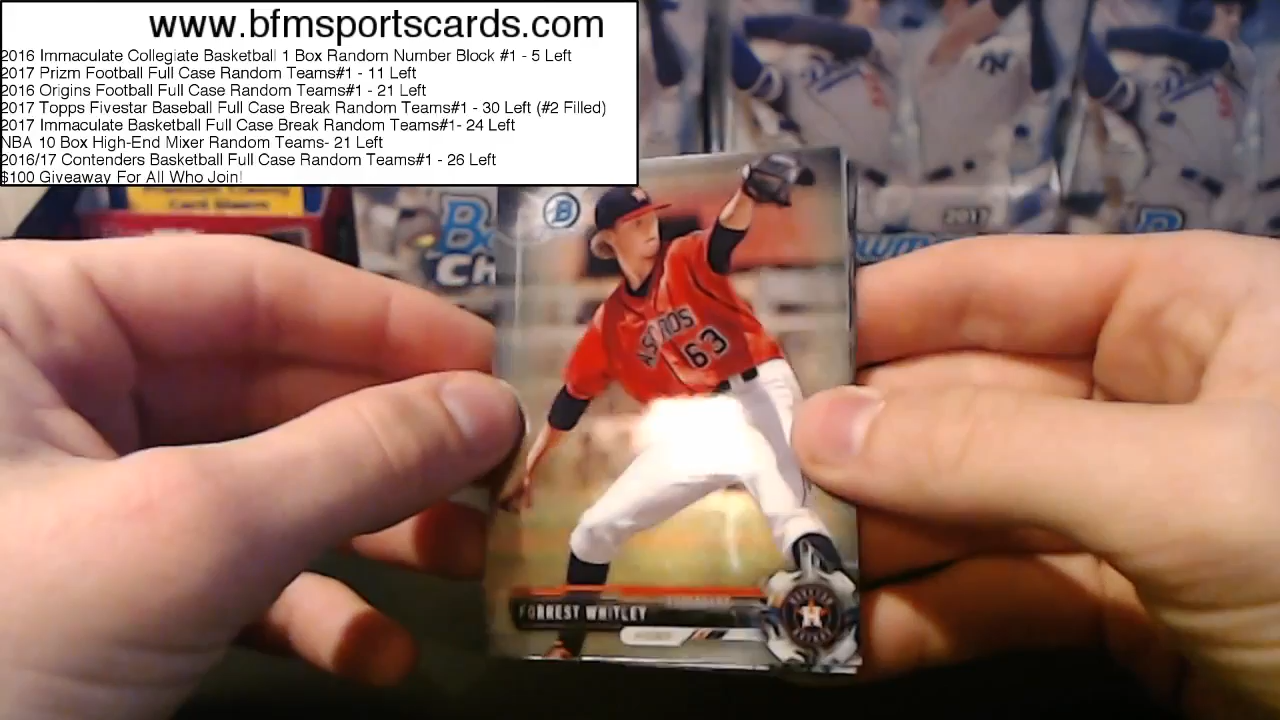 www.bfmsportscards.com
2016 Immaculate Collegiate Basketball 1 Box Random Number Block #1 - 5 Left
2017 Prizm Football Full Case Random Teams#1 - 11 Left
2016 Origins Football Full Case Random Teams#1 - 21 Left
2017 Topps Fivestar Baseball Full Case Break Random Teams#1 - 30 Left (#2 Filled)
2017 Immaculate Basketball Full Case Break Random Teams#1- 24 Left
NBA 10 Box High-End Mixer Random Teams- 21 Left
2016/17 Contenders Basketball Full Case Random Teams#1 - 26 Left
$100 Giveaway For All Who Join!
B
ASTROS
63
FORREST WHITLEY
H
2017